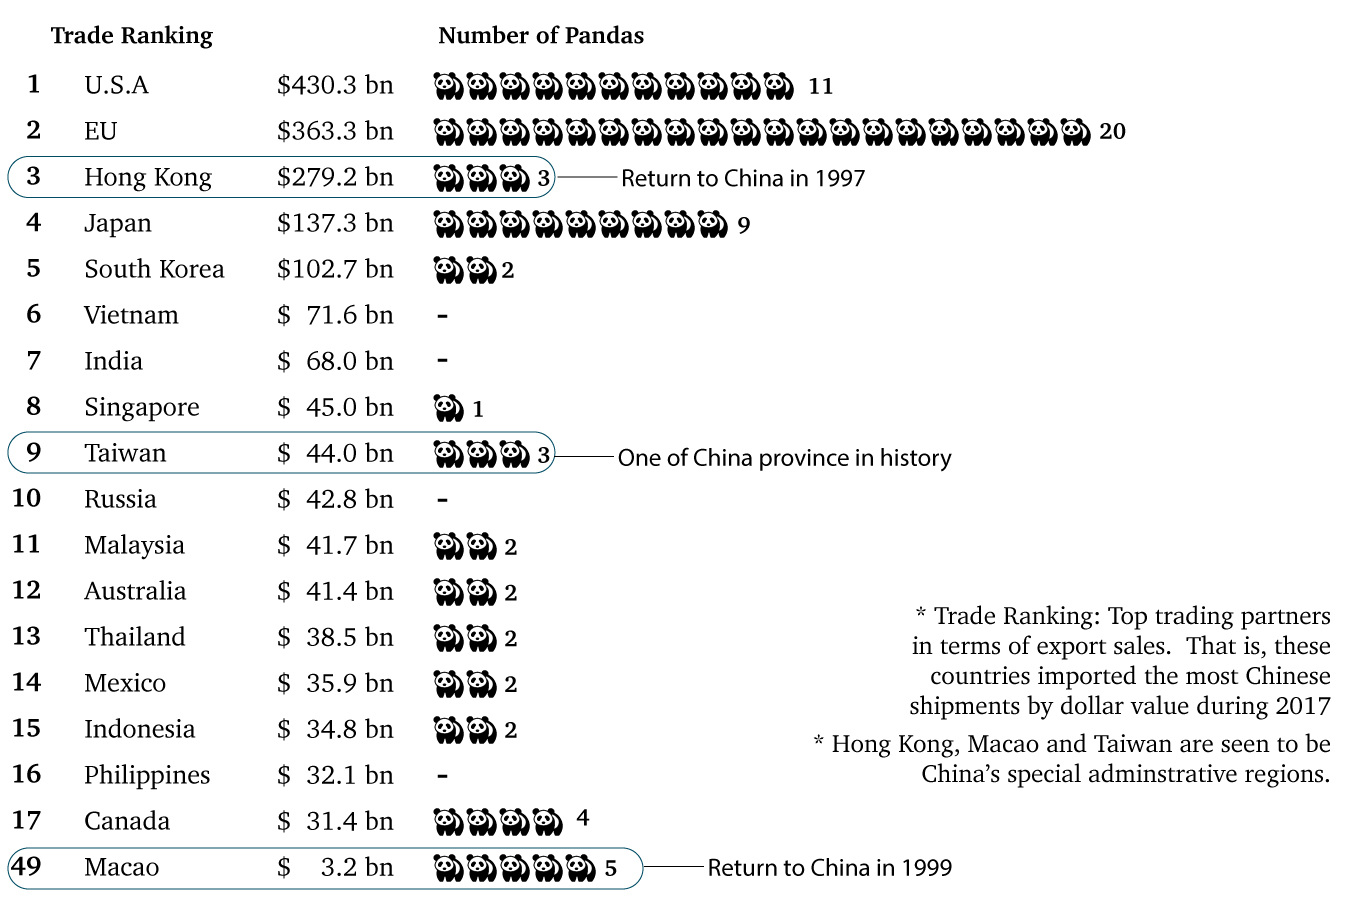 Trade Ranking Number of Pandas
1 U.S.A $430.3 bn 11
2 EU $363.3 bn 20
3 Hong Kong $279.2 bn 3 Return to China in 1997
4 Japan $137.3 bn 9
5 South Korea $102.7 bn 2
6 Vietnam $ 71.6 bn -
7 India $ 68.0 bn -
8 Singapore $ 45.0 bn 1
9 Taiwan $ 44.0 bn 3 One of China province in history
10 Russia $ 42.8 bn -
11 Malaysia $ 41.7 bn 2
12 Australia $ 41.4 bn 2
13 Thailand $ 38.5 bn 2
14 Mexico $ 35.9 bn 2
15 Indonesia $ 34.8 bn 2
16 Philippines $ 32.1 bn -
17 Canada $ 31.4 bn 4
49 Macao $ 3.2 bn 5 Return to China in 1999
* Trade Ranking: Top trading partners
in terms of export sales. That is, these
countries imported the most Chinese
shipments by dollar value during 2017
* Hong Kong, Macao and Taiwan are seen to be
China's special adminstrative regions.